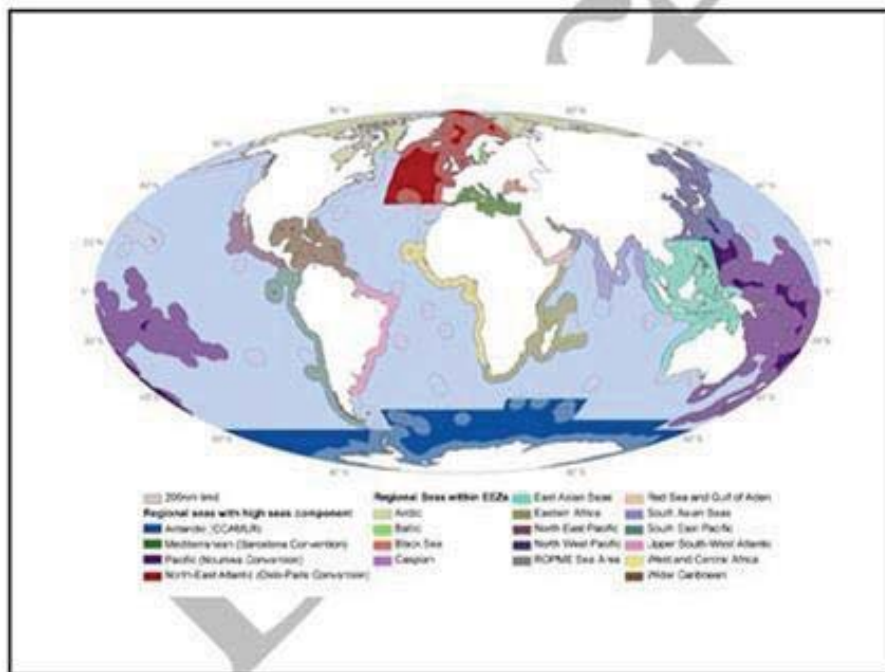 200nm limit
Regional seas with high seas component
Antarctic (CCAMLR)
Mediterranean (Barcelona Convention)
Pacific (Noumea Convention)
North-East Atlantic (Oslo-Paris Convention)
Regional Seas within EEZs
Arctic
Baltic
Black Sea
Caspian
East Asian Seas
Eastern Africa
North East Pacific
North West Pacific
ROPME Sea Area
Red Sea and Gulf of Aden
South Asian Seas
South East Pacific
Upper South-West Atlantic
West and Central Africa
Wider Caribbean